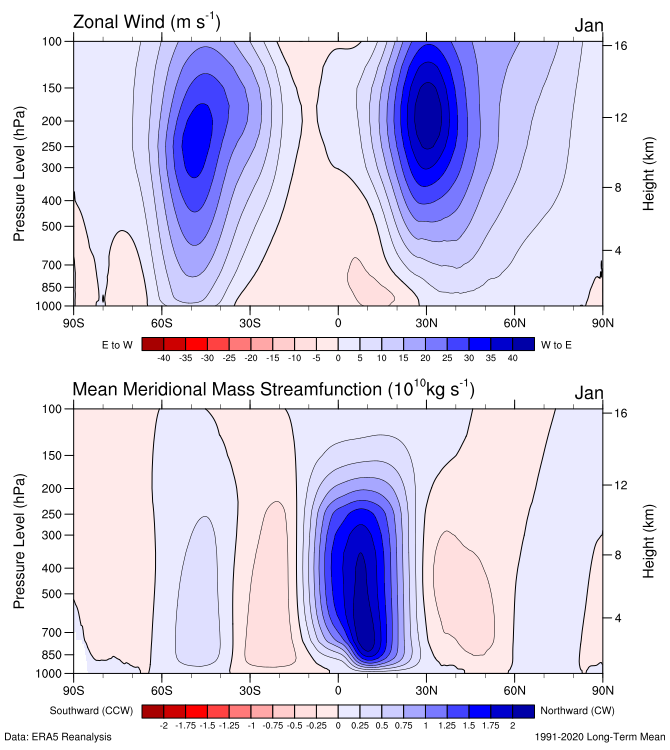 Zonal Wind (m s⁻¹) Jan
100
150
200
250
300
400
500
700
850
1000
Pressure Level (hPa)
16
12
8
4
Height (km)
90S 60S 30S 0 30N 60N 90N
E to W W to E
-40 -35 -30 -25 -20 -15 -10 -5 0 5 10 15 20 25 30 35 40
Mean Meridional Mass Streamfunction (10¹⁰kg s⁻¹) Jan
100
150
200
250
300
400
500
700
850
1000
Pressure Level (hPa)
16
12
8
4
Height (km)
90S 60S 30S 0 30N 60N 90N
Southward (CCW) Northward (CW)
-2 -1.75 -1.5 -1.25 -1 -0.75 -0.5 -0.25 0 0.25 0.5 0.75 1 1.25 1.5 1.75 2
Data: ERA5 Reanalysis 1991-2020 Long-Term Mean